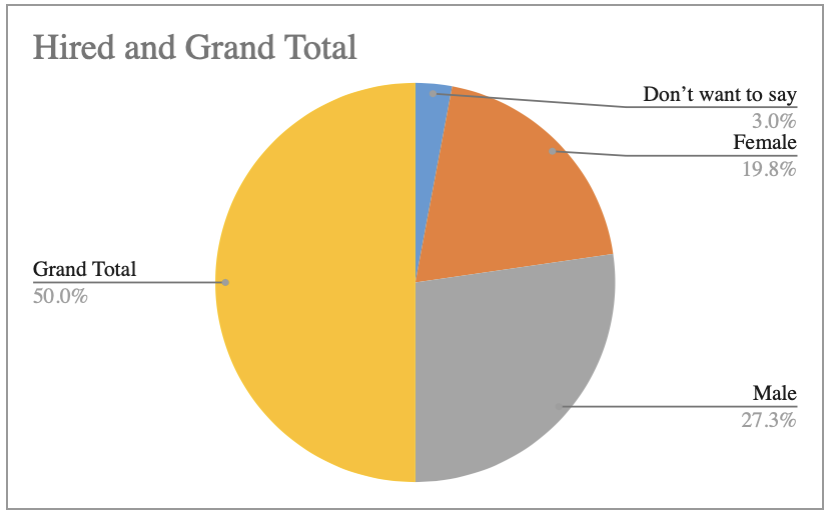 Hired and Grand Total
Don’t want to say
3.0%
Female
19.8%
Grand Total
50.0%
Male
27.3%